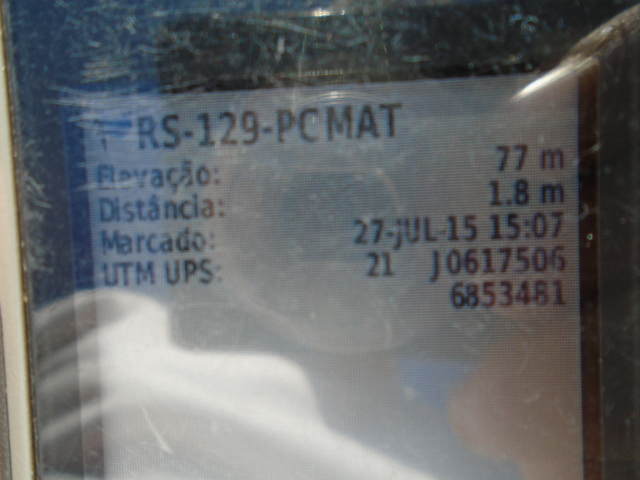 RS-129-PCMAT
Elevação: 77 m
Distância: 1.8 m
Marcado: 27-JUL-15 15:07
UTM UPS: 21 J0617506
6853481